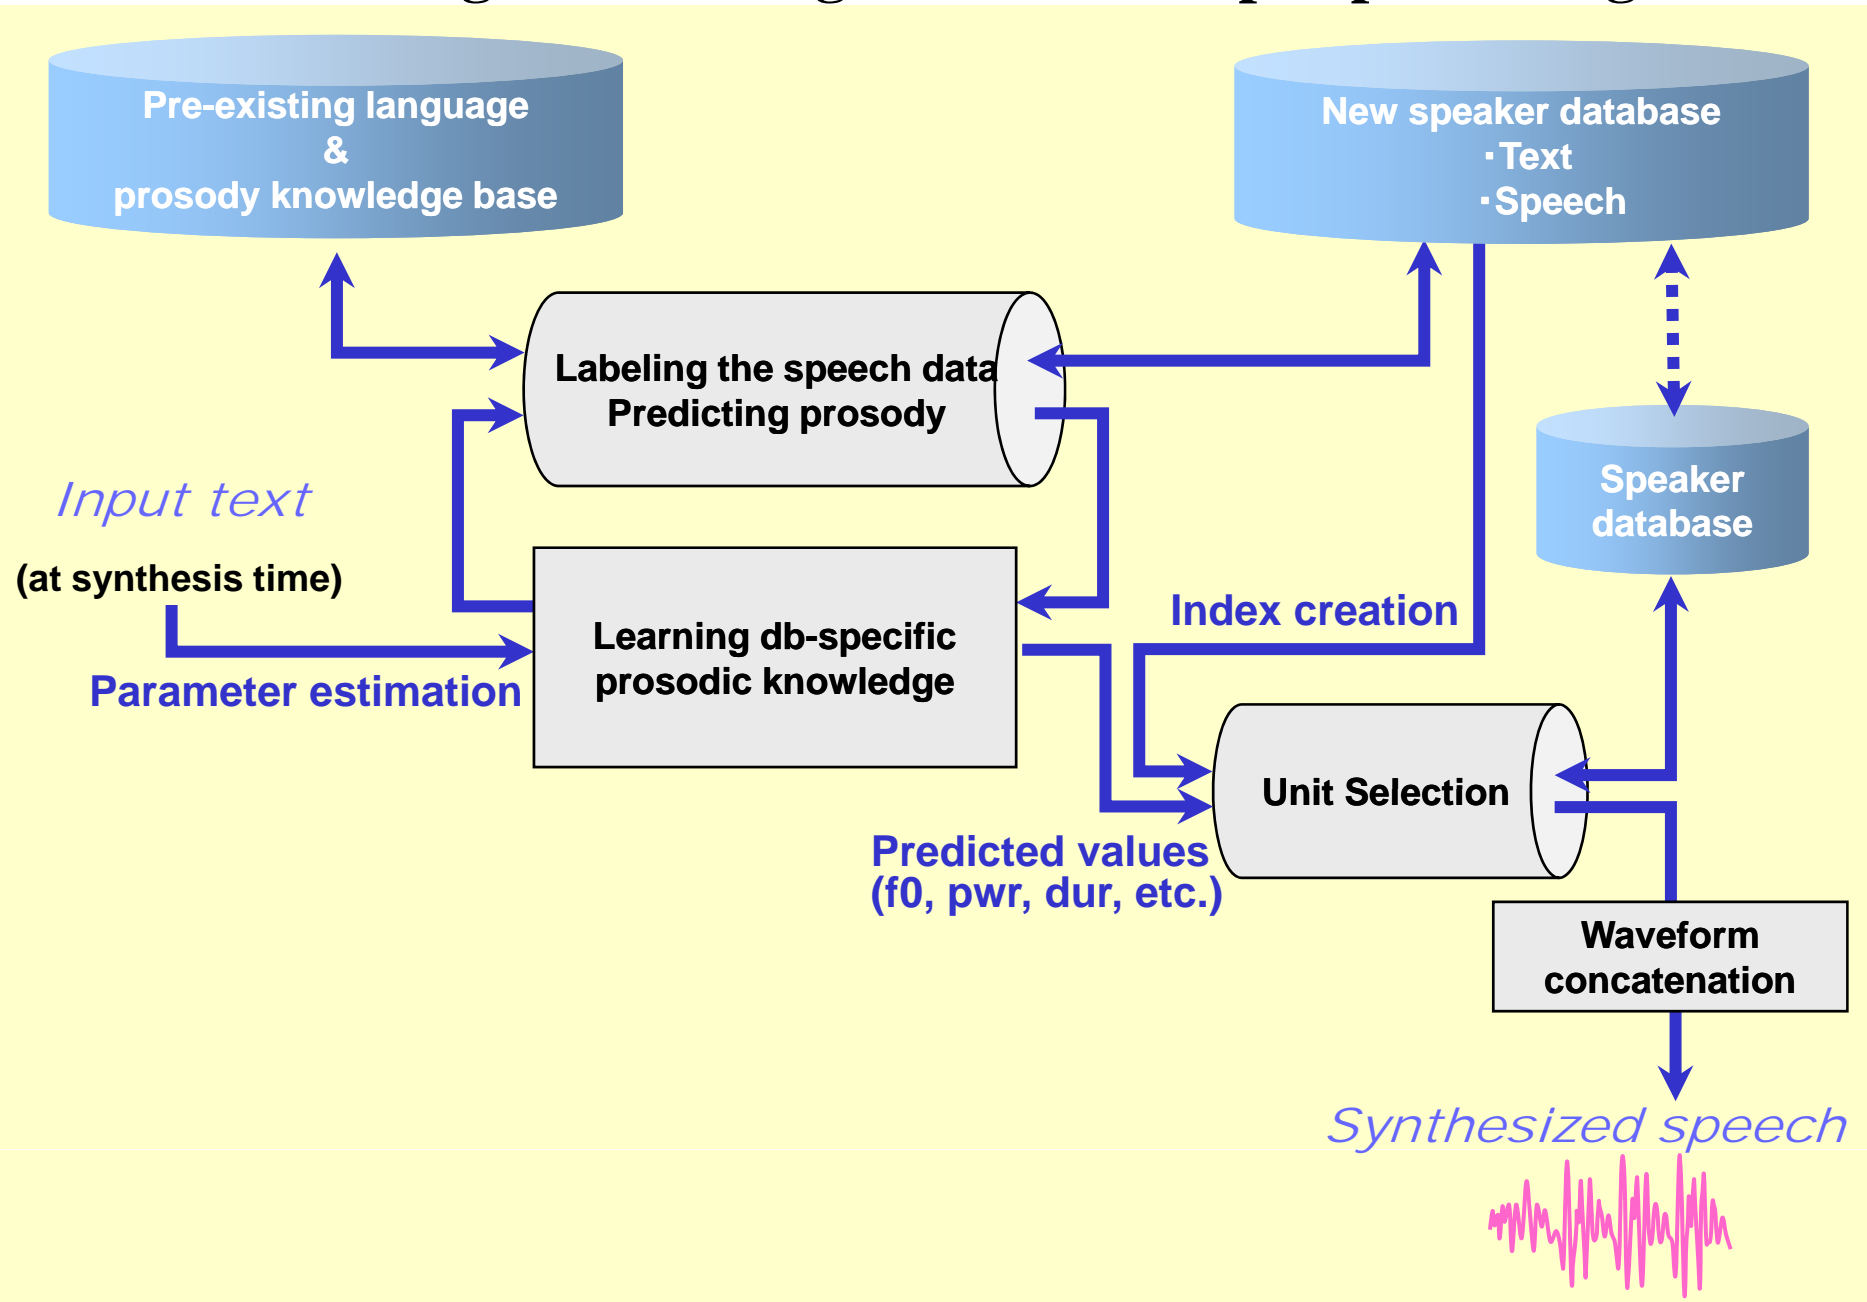 Pre-existing language
&
prosody knowledge base
New speaker database
・Text
・Speech
Labeling the speech data
Predicting prosody
Speaker
database
Input text
(at synthesis time)
Parameter estimation
Learning db-specific
prosodic knowledge
Index creation
Unit Selection
Predicted values
(f0, pwr, dur, etc.)
Waveform
concatenation
Synthesized speech